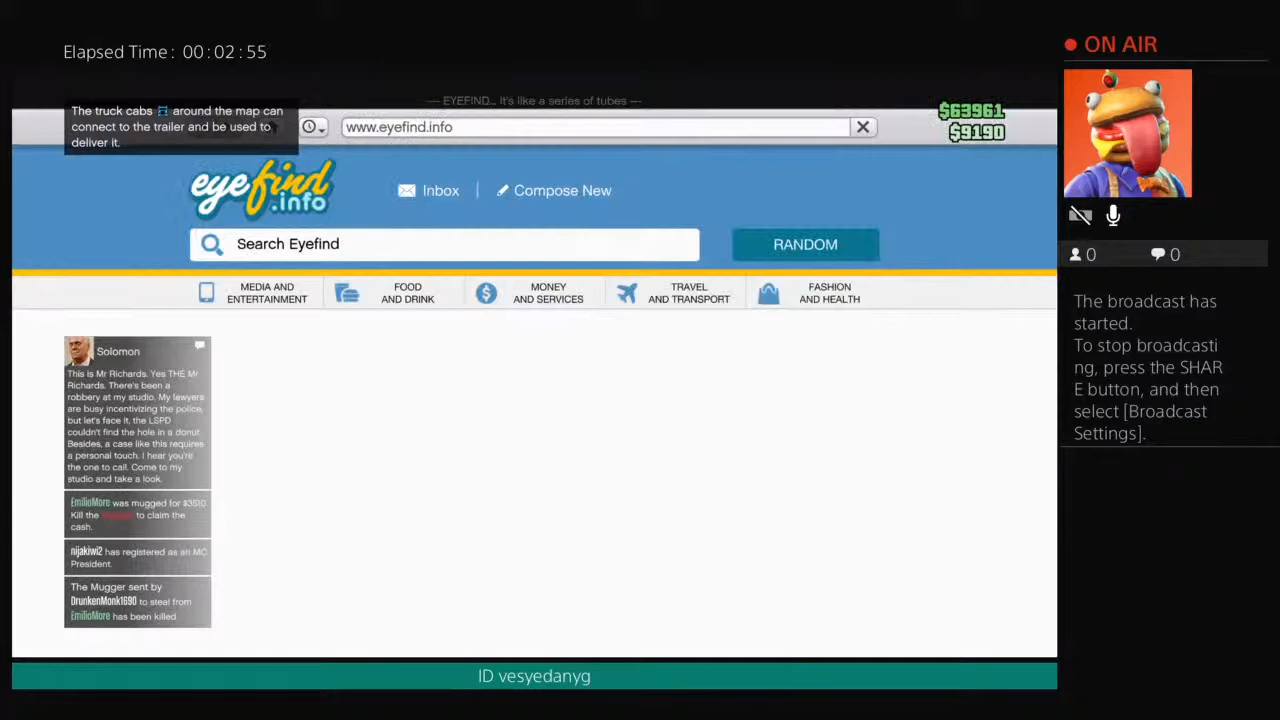 Elapsed Time: 00:02:55
ON AIR
The truck cabs around the map can
connect to the trailer and be used to
deliver it.
--- EYEFIND... It's like a series of tubes ---
www.eyefind.info
$63961
$9190
eyefind
.info
Inbox
Compose New
Search Eyefind
RANDOM
MEDIA AND
ENTERTAINMENT
FOOD
AND DRINK
MONEY
AND SERVICES
TRAVEL
AND TRANSPORT
FASHION
AND HEALTH
0
0
The broadcast has
started.
To stop broadcasti
ng, press the SHAR
E button, and then
select [Broadcast
Settings].
Solomon
This is Mr Richards. Yes THE Mr
Richards. There's been a
robbery at my studio. My lawyers
are busy incentivizing the police,
but let's face it, the LSPD
couldn't find the hole in a donut.
Besides, a case like this requires
a personal touch. I hear you're
the one to call. Come to my
studio and take a look.
EmilioMore was mugged for $3510.
Kill the to claim the
cash.
nijakiwi2 has registered as an MC
President.
The Mugger sent by
DrunkenMonk1690 to steal from
EmilioMore has been killed
ID vesyedanyg